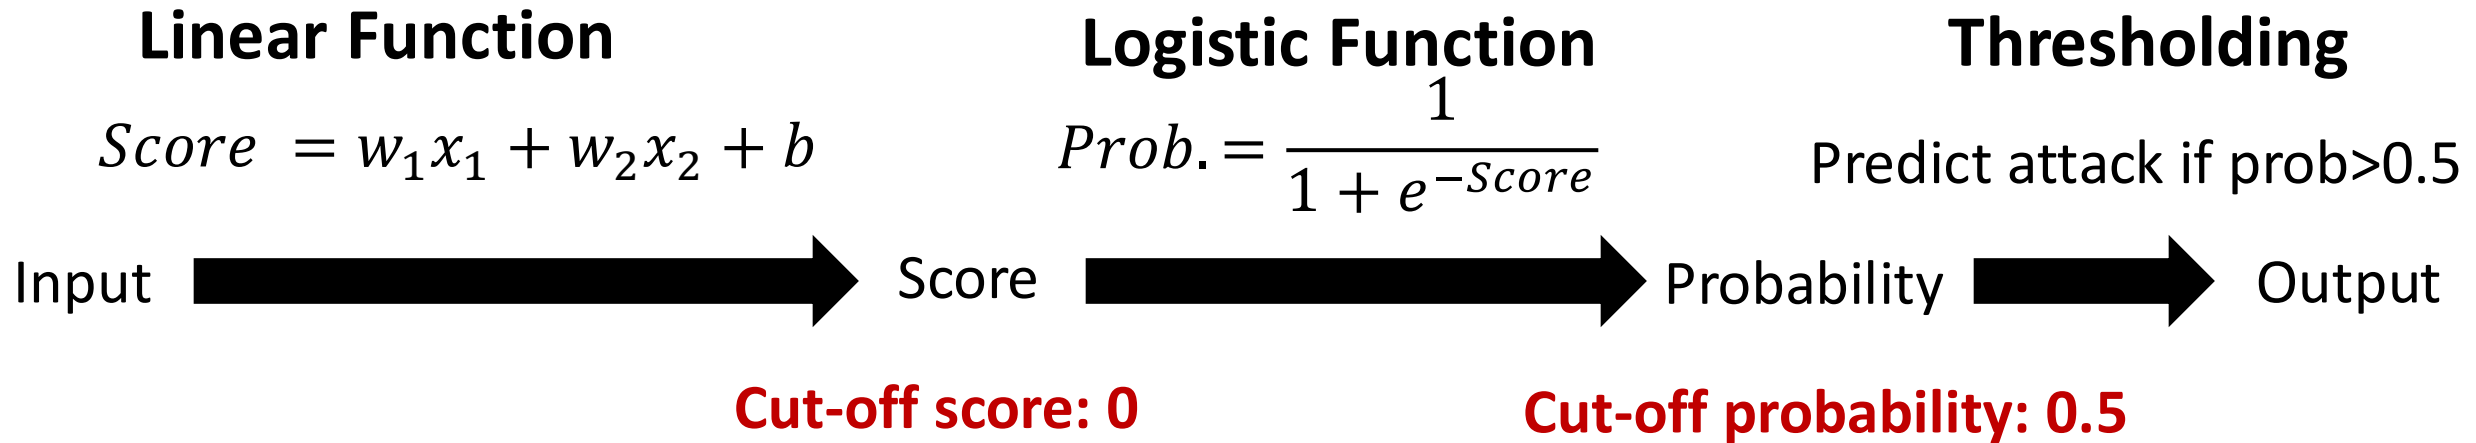 Linear Function
Logistic Function
Thresholding
Score = w₁x₁ + w₂x₂ + b
Prob. = 1 / (1 + e^{−Score})
Predict attack if prob>0.5
Input
Score
Probability
Output
Cut-off score: 0
Cut-off probability: 0.5